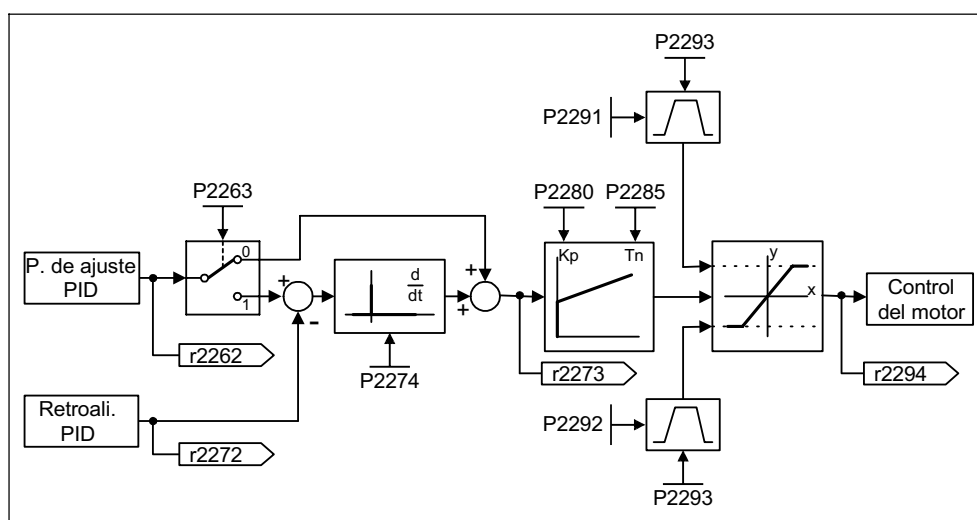 P2293
P2291
P2263
P2280
P2285
P. de ajuste
PID
0
1
+
-
d
dt
+
+
Kp
Tn
y
x
Control
del motor
r2262
P2274
r2273
r2294
Retroali.
PID
r2272
P2292
P2293